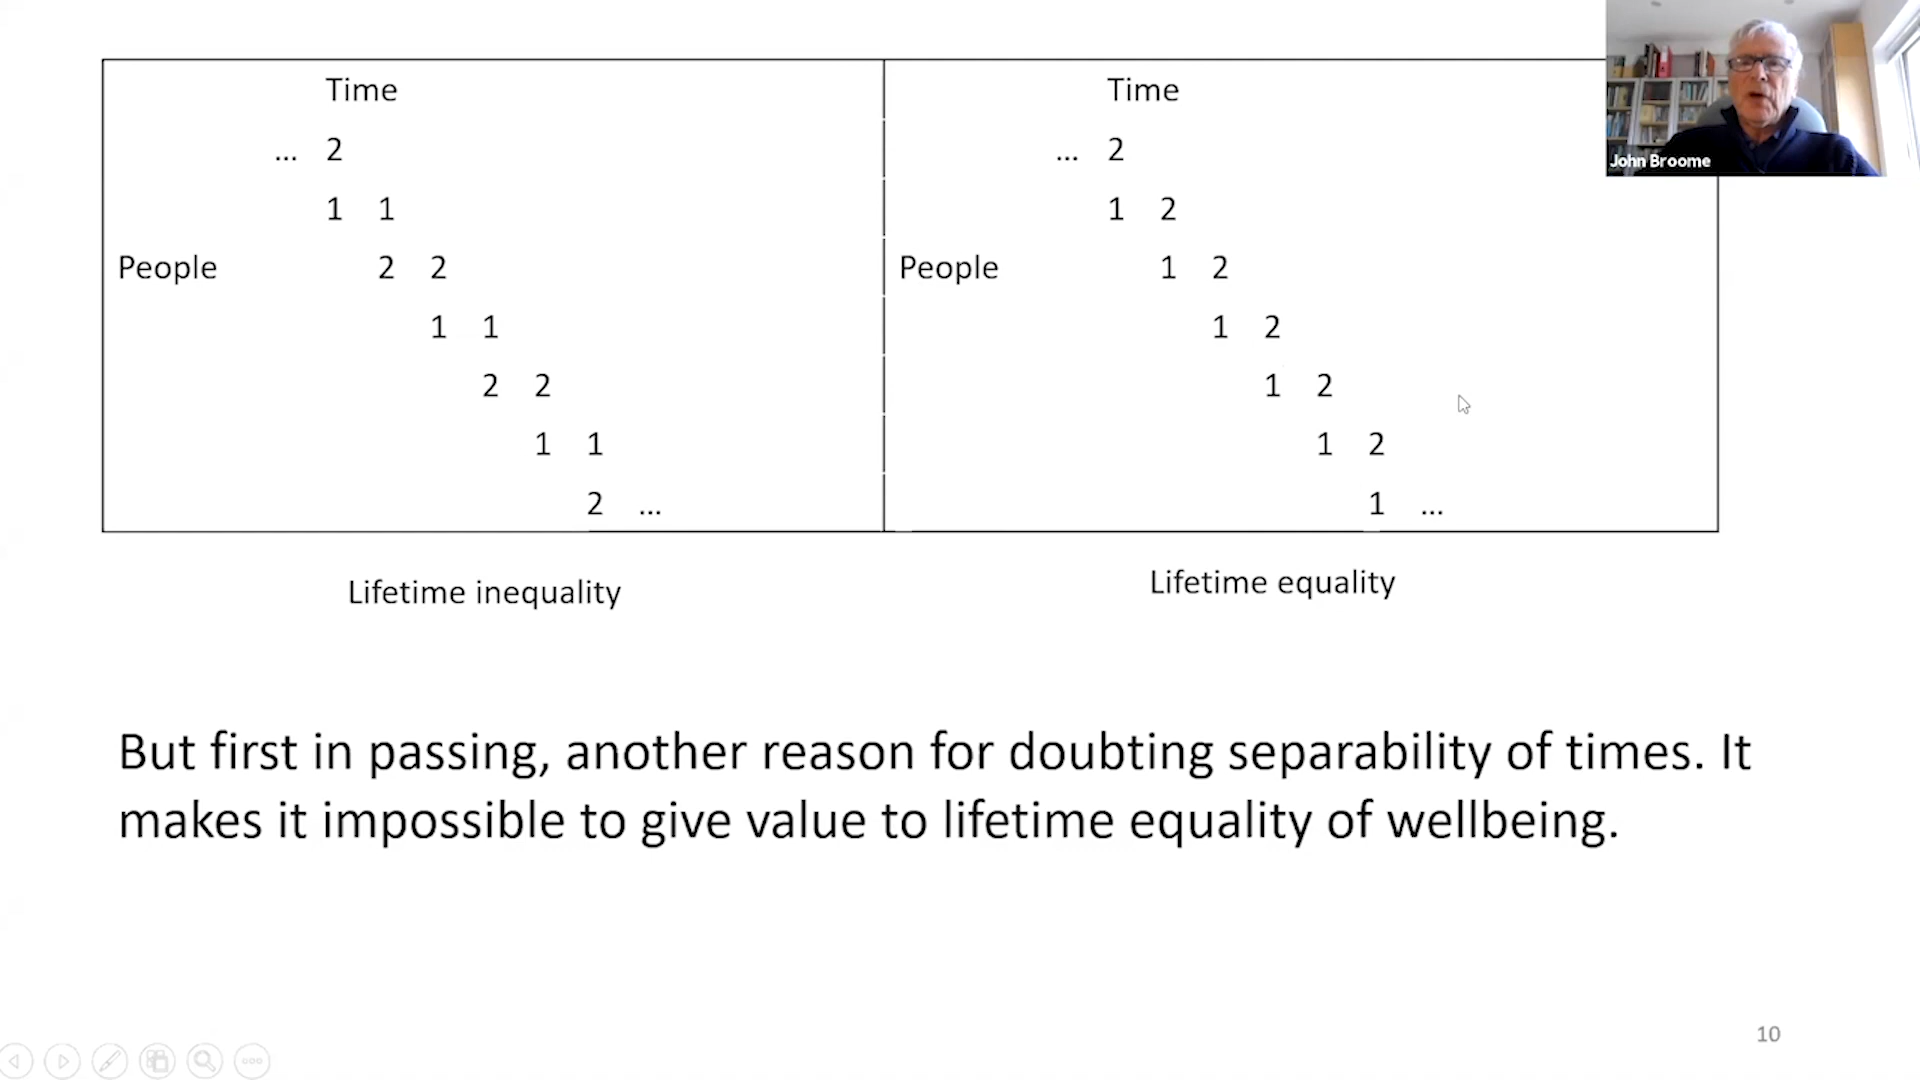 Time Time
... 2 ... 2
1 1 1 2
People 2 2 People 1 2
1 1 1 2
2 2 1 2
1 1 1 2
2 ... 1 ...
Lifetime inequality Lifetime equality
But first in passing, another reason for doubting separability of times. It
makes it impossible to give value to lifetime equality of wellbeing.
10
John Broome